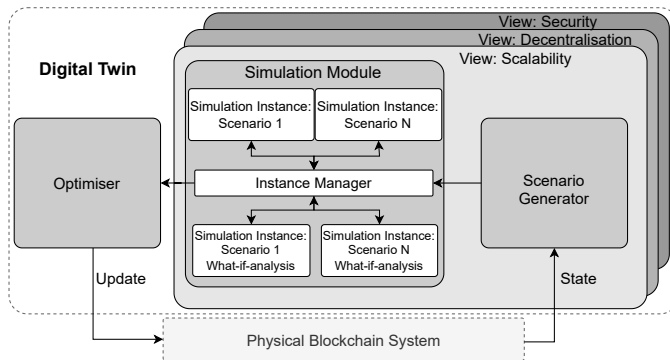 View: Security
View: Decentralisation
View: Scalability
Digital Twin
Simulation Module
Simulation Instance:
Scenario 1
Simulation Instance:
Scenario N
Optimiser
Instance Manager
Scenario
Generator
Simulation Instance:
Scenario 1
What-if-analysis
Simulation Instance:
Scenario N
What-if-analysis
Update
State
Physical Blockchain System